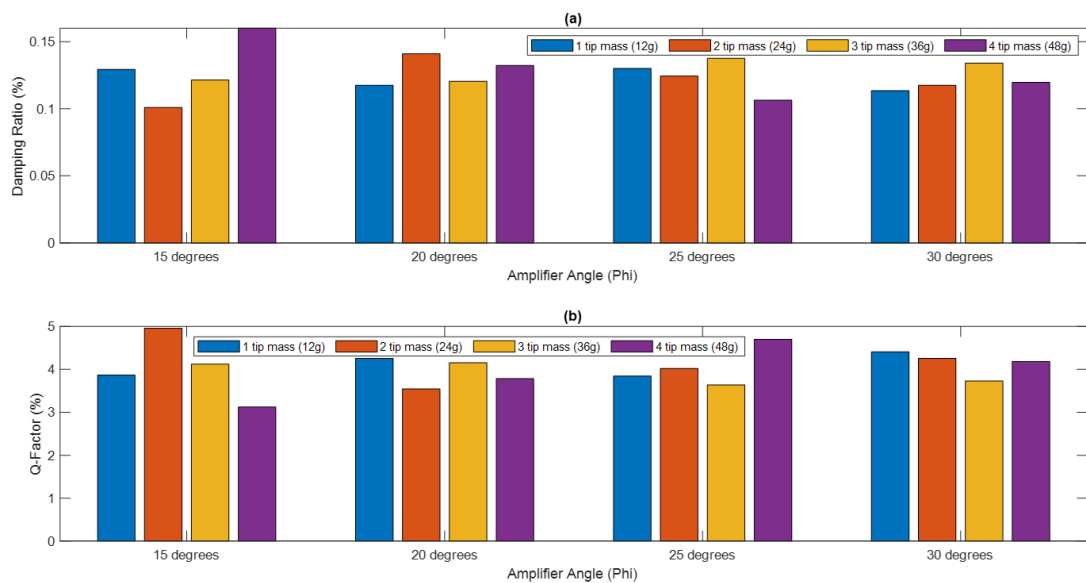 (a)
1 tip mass (12g) 2 tip mass (24g) 3 tip mass (36g) 4 tip mass (48g)
Damping Ratio (%)
0.15
0.1
0.05
0
15 degrees 20 degrees 25 degrees 30 degrees
Amplifier Angle (Phi)
(b)
1 tip mass (12g) 2 tip mass (24g) 3 tip mass (36g) 4 tip mass (48g)
Q-Factor (%)
5
4
3
2
1
0
15 degrees 20 degrees 25 degrees 30 degrees
Amplifier Angle (Phi)